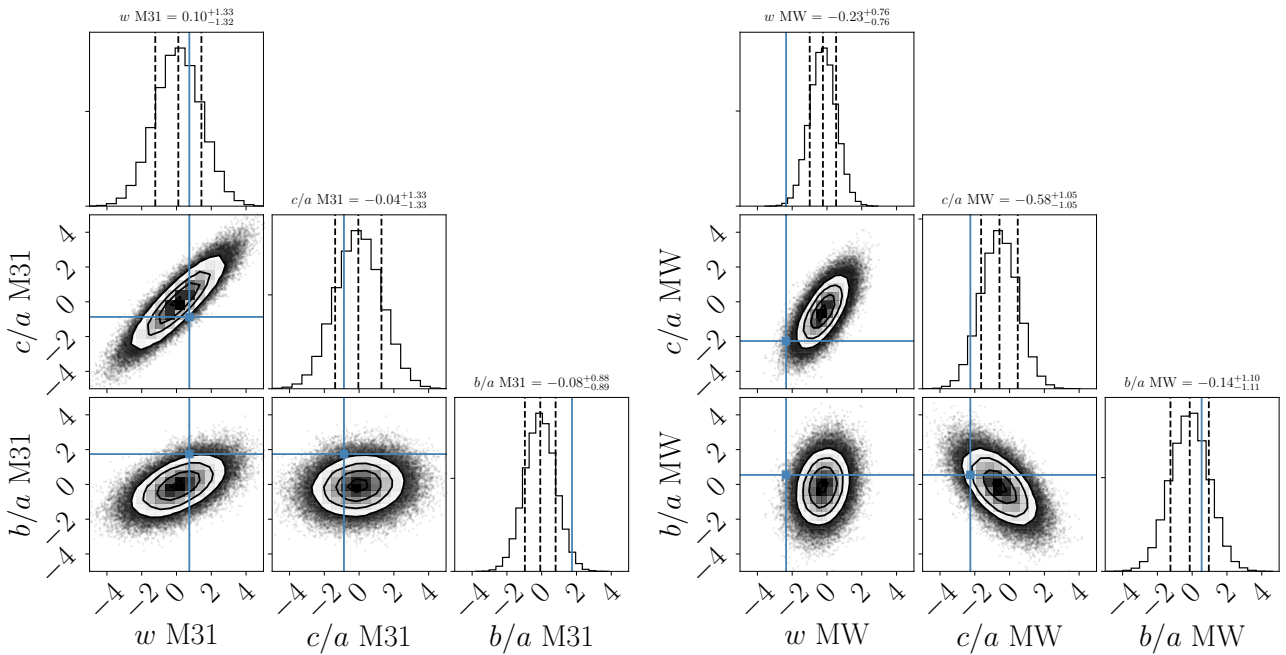 w M31 = 0.10+1.33 −1.32
w MW = −0.23+0.76 −0.76
c/a M31 = −0.04+1.33 −1.33
c/a MW = −0.58+1.05 −1.05
4
2
0
−2
−4
c/a M31
4
2
0
−2
−4
c/a MW
b/a M31 = −0.08+0.88 −0.89
b/a MW = −0.14+1.10 −1.11
4
2
0
−2
−4
b/a M31
4
2
0
−2
−4
b/a MW
−4 −2 0 2 4
−4 −2 0 2 4
−4 −2 0 2 4
−4 −2 0 2 4
−4 −2 0 2 4
−4 −2 0 2 4
w M31
c/a M31
b/a M31
w MW
c/a MW
b/a MW